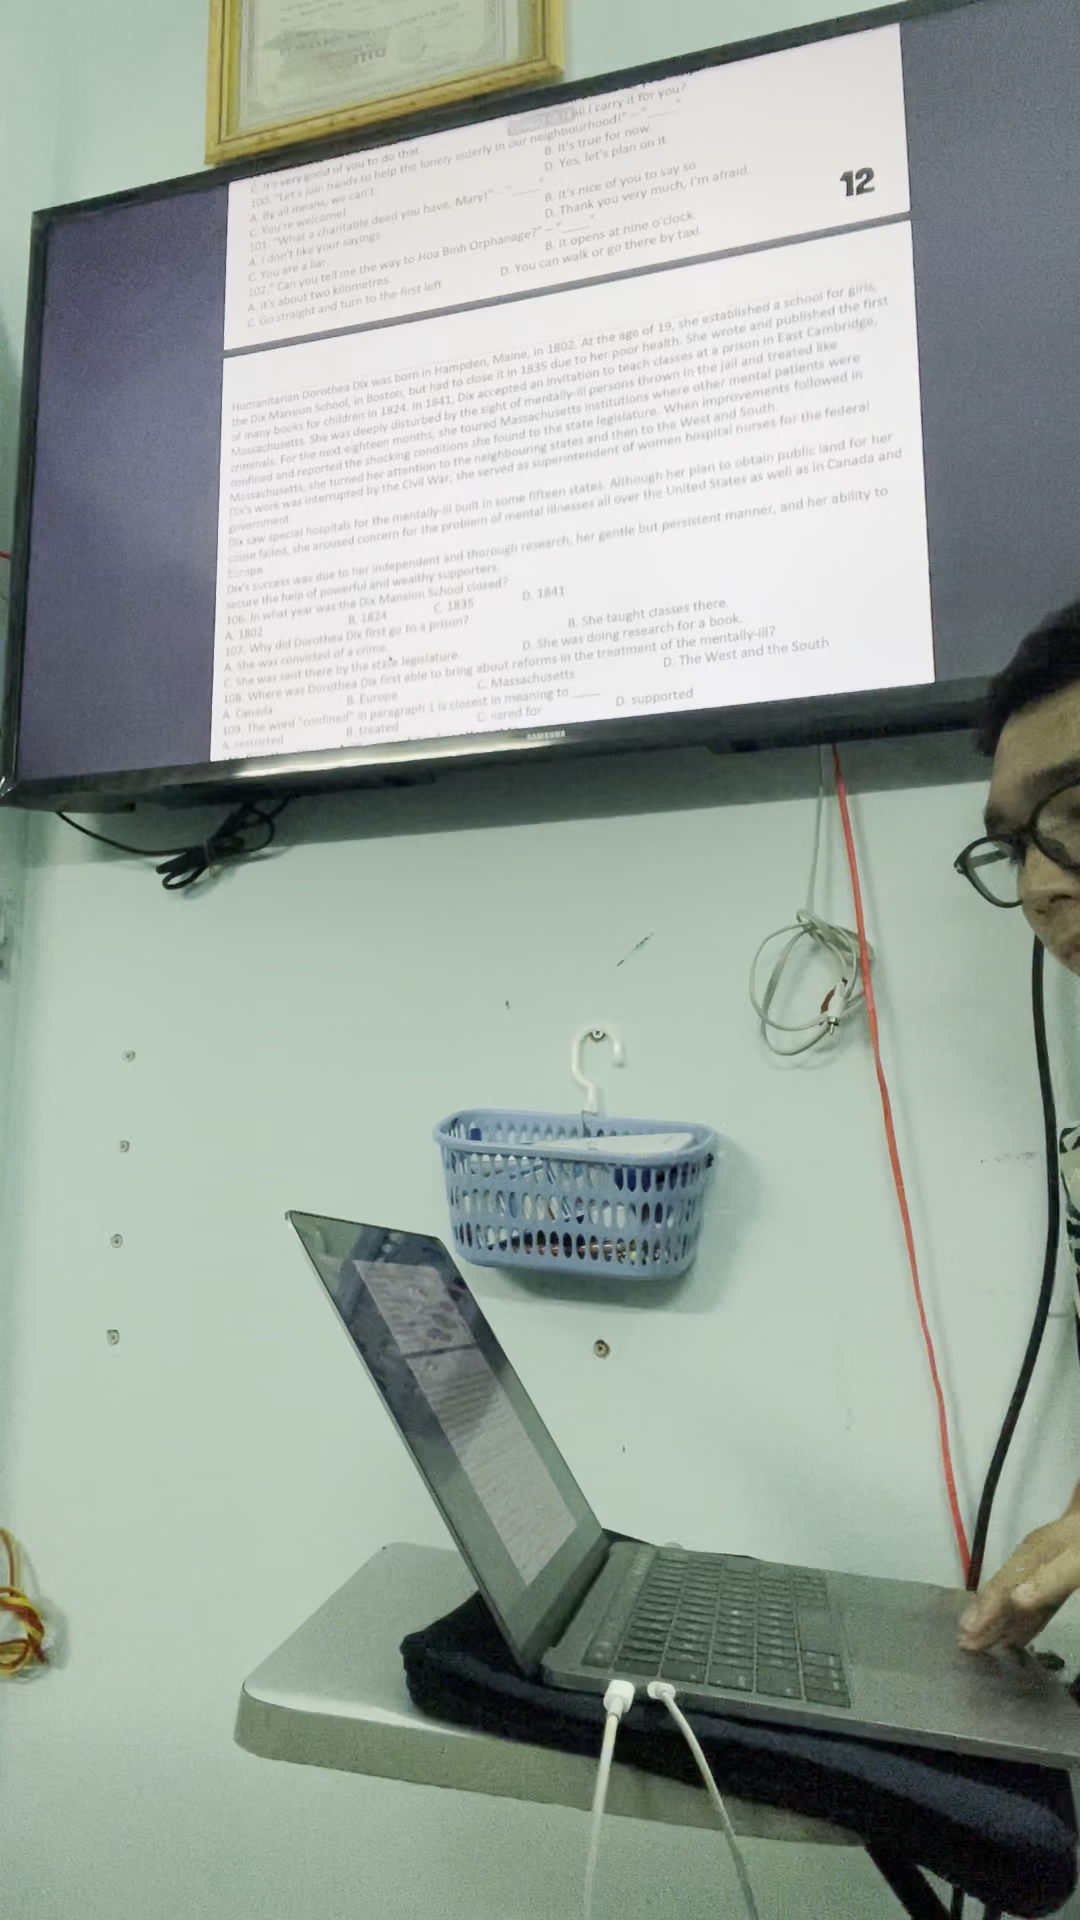 all I carry it for you?
C. It's very good of you to do that
100. "Let's join hands to help the lonely elderly in our neighbourhood!" – "_____"
A. By all means, we can't. B. It's true for now.
C. You're welcome! D. Yes, let's plan on it.
101. "What a charitable deed you have, Mary!" – "_____"
A. I don't like your sayings. B. It's nice of you to say so
C. You are a liar. D. Thank you very much, I'm afraid.
102. "Can you tell me the way to Hoa Binh Orphanage?" – "_____"
A. It's about two kilometres. B. It opens at nine o'clock.
C. Go straight and turn to the first left. D. You can walk or go there by taxi.
12
Humanitarian Dorothea Dix was born in Hampden, Maine, in 1802. At the age of 19, she established a school for girls,
the Dix Mansion School, in Boston, but had to close it in 1835 due to her poor health. She wrote and published the first
of many books for children in 1824. In 1841, Dix accepted an invitation to teach classes at a prison in East Cambridge,
Massachusetts. She was deeply disturbed by the sight of mentally-ill persons thrown in the jail and treated like
criminals. For the next eighteen months, she toured Massachusetts institutions where other mental patients were
confined and reported the shocking conditions she found to the state legislature. When improvements followed in
Massachusetts, she turned her attention to the neighbouring states and then to the West and South.
Dix's work was interrupted by the Civil War; she served as superintendent of women hospital nurses for the federal
government.
Dix saw special hospitals for the mentally-ill built in some fifteen states. Although her plan to obtain public land for her
cause failed, she aroused concern for the problem of mental illnesses all over the United States as well as in Canada and
Europe.
Dix's success was due to her independent and thorough research, her gentle but persistent manner, and her ability to
secure the help of powerful and wealthy supporters.
106. In what year was the Dix Mansion School closed?
A. 1802 B. 1824 C. 1835 D. 1841
107. Why did Dorothea Dix first go to a prison?
A. She was convicted of a crime. B. She taught classes there.
C. She was sent there by the state legislature. D. She was doing research for a book.
108. Where was Dorothea Dix first able to bring about reforms in the treatment of the mentally-ill?
A. Canada B. Europe C. Massachusetts D. The West and the South
109. The word "confined" in paragraph 1 is closest in meaning to _____
A. restricted B. treated C. cared for D. supported
SAMSUNG